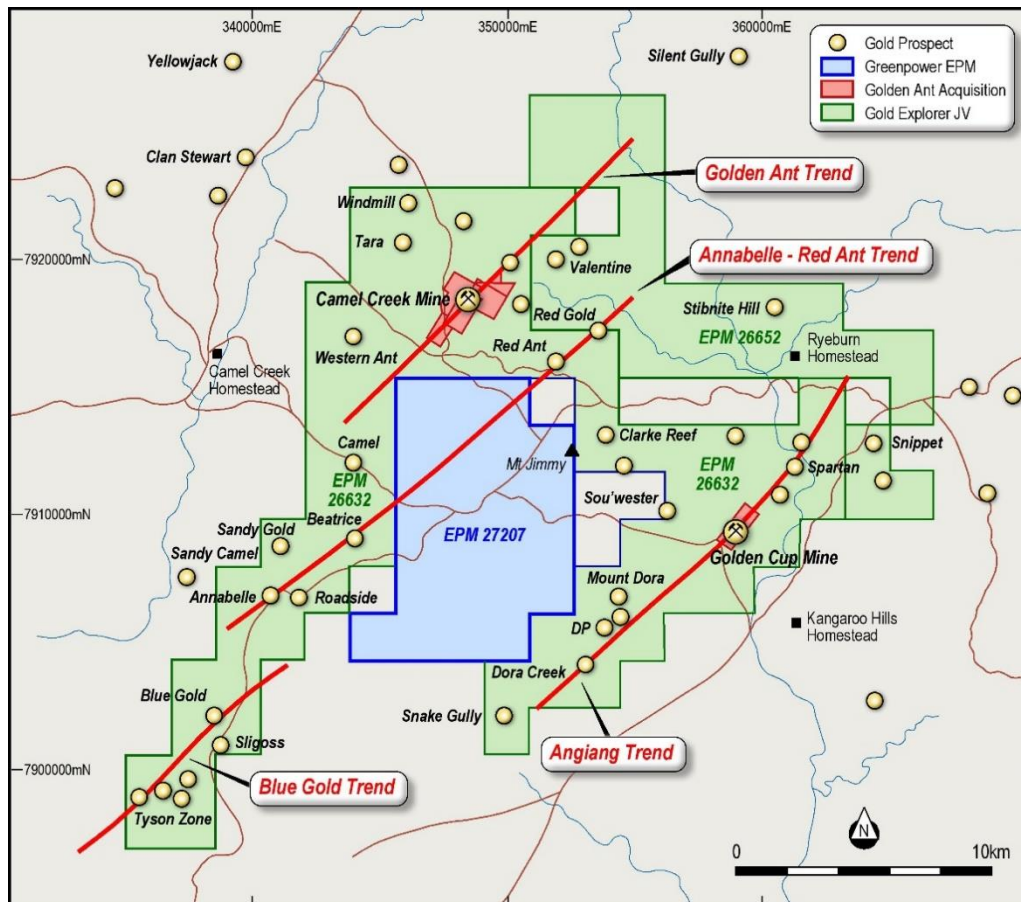 340000mE
350000mE
360000mE
Yellowjack
Silent Gully
Gold Prospect
Greenpower EPM
Golden Ant Acquisition
Gold Explorer JV
Clan Stewart
Golden Ant Trend
Windmill
Tara
Annabelle - Red Ant Trend
7920000mN
Valentine
Camel Creek Mine
Red Gold
Stibnite Hill
EPM 26652
Ryeburn
Homestead
Western Ant
Red Ant
Camel Creek
Homestead
Camel
Clarke Reef
Mt Jimmy
Snippet
EPM
26632
EPM
26632
Spartan
Sou'wester
7910000mN
Beatrice
Sandy Gold
EPM 27207
Sandy Camel
Golden Cup Mine
Annabelle
Roadside
Mount Dora
DP
Kangaroo Hills
Homestead
Dora Creek
Blue Gold
Snake Gully
Sligoss
Angiang Trend
7900000mN
Blue Gold Trend
Tyson Zone
N
0
10km